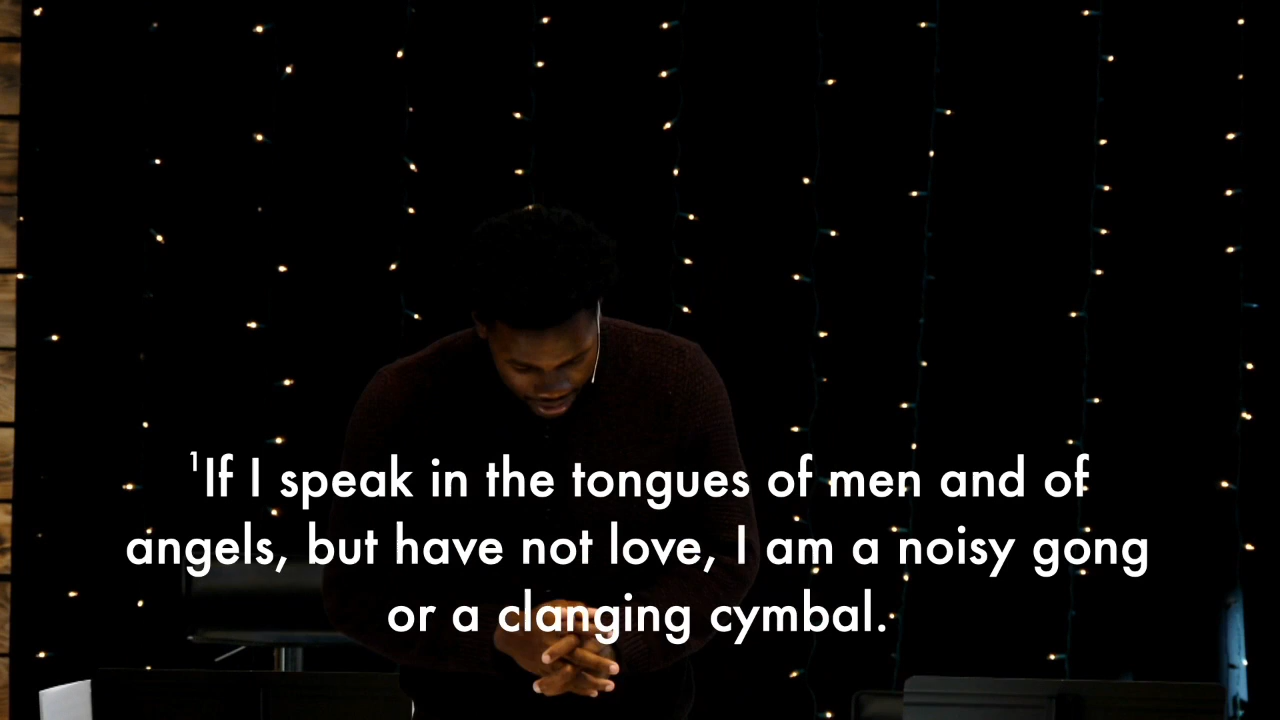 ¹If I speak in the tongues of men and of
angels, but have not love, I am a noisy gong
or a clanging cymbal.